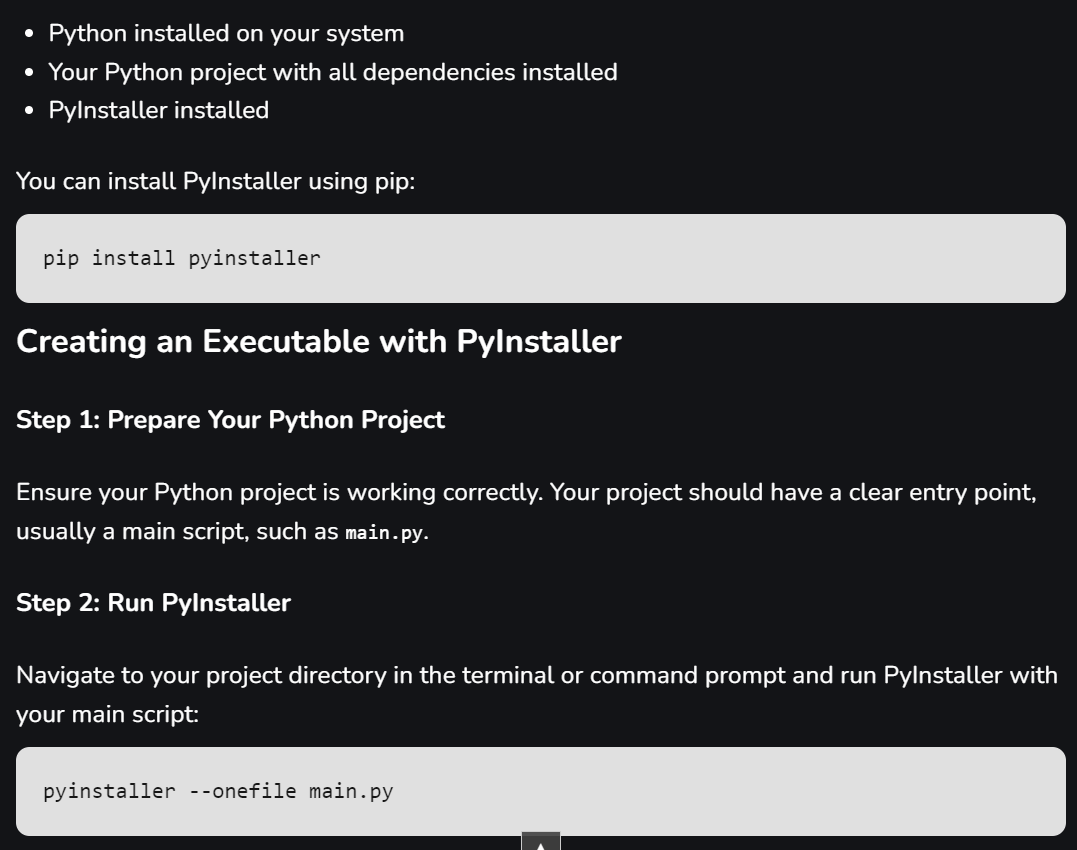 Python installed on your system
Your Python project with all dependencies installed
PyInstaller installed
You can install PyInstaller using pip:
pip install pyinstaller
Creating an Executable with PyInstaller
Step 1: Prepare Your Python Project
Ensure your Python project is working correctly. Your project should have a clear entry point,
usually a main script, such as main.py.
Step 2: Run PyInstaller
Navigate to your project directory in the terminal or command prompt and run PyInstaller with
your main script:
pyinstaller --onefile main.py